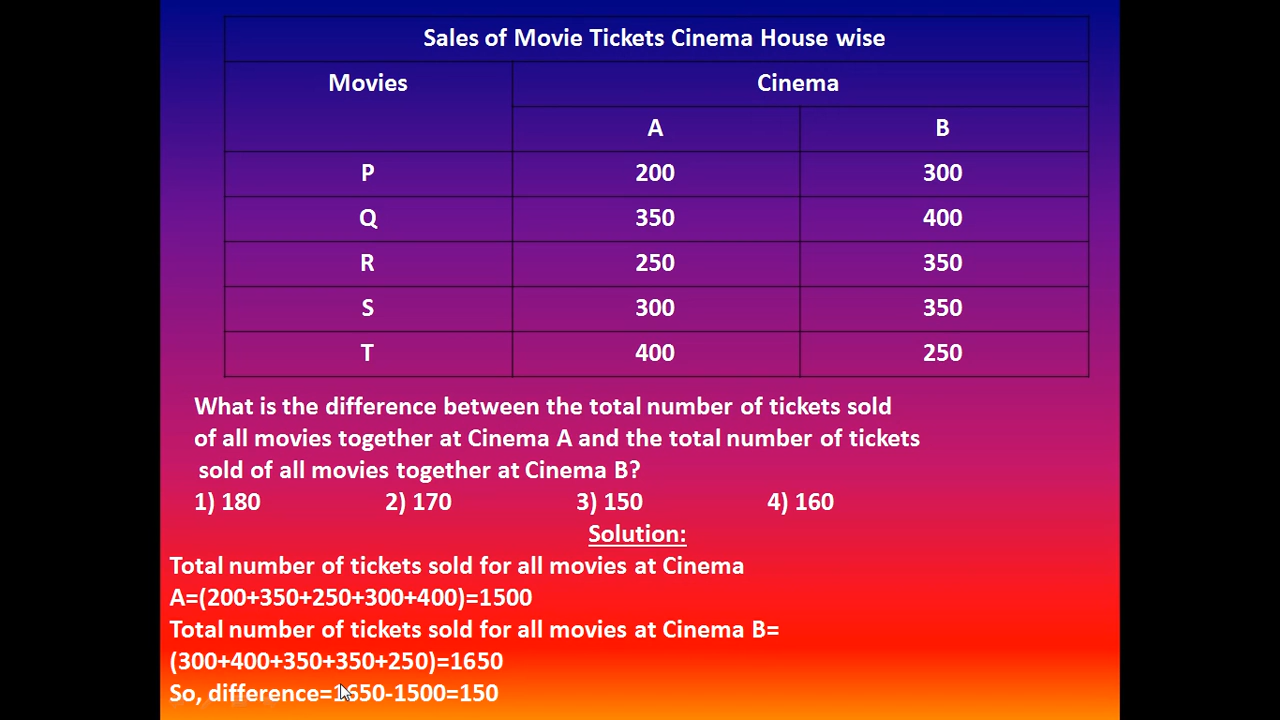 Sales of Movie Tickets Cinema House wise
Movies Cinema
A B
P 200 300
Q 350 400
R 250 350
S 300 350
T 400 250
What is the difference between the total number of tickets sold
of all movies together at Cinema A and the total number of tickets
sold of all movies together at Cinema B?
1) 180 2) 170 3) 150 4) 160
Solution:
Total number of tickets sold for all movies at Cinema
A=(200+350+250+300+400)=1500
Total number of tickets sold for all movies at Cinema B=
(300+400+350+350+250)=1650
So, difference=1650-1500=150